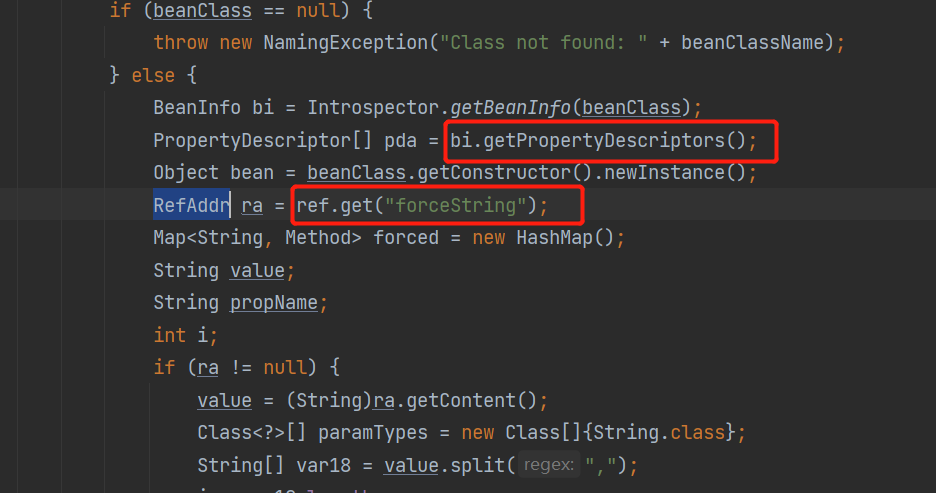 if (beanClass == null) {
throw new NamingException("Class not found: " + beanClassName);
} else {
BeanInfo bi = Introspector.getBeanInfo(beanClass);
PropertyDescriptor[] pda = bi.getPropertyDescriptors();
Object bean = beanClass.getConstructor().newInstance();
RefAddr ra = ref.get("forceString");
Map<String, Method> forced = new HashMap();
String value;
String propName;
int i;
if (ra != null) {
value = (String)ra.getContent();
Class<?>[] paramTypes = new Class[]{String.class};
String[] var18 = value.split( regex: ",");